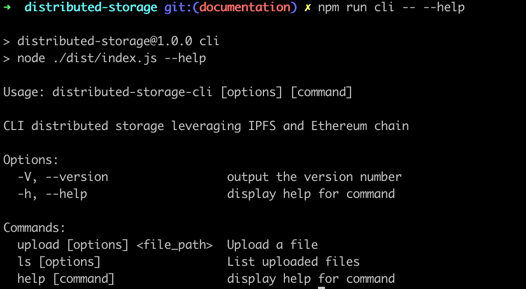 ➜  distributed-storage git:(documentation) ✗ npm run cli -- --help
> distributed-storage@1.0.0 cli
> node ./dist/index.js --help
Usage: distributed-storage-cli [options] [command]
CLI distributed storage leveraging IPFS and Ethereum chain
Options:
  -V, --version                output the version number
  -h, --help                   display help for command
Commands:
  upload [options] <file_path>  Upload a file
  ls [options]                 List uploaded files
  help [command]               display help for command